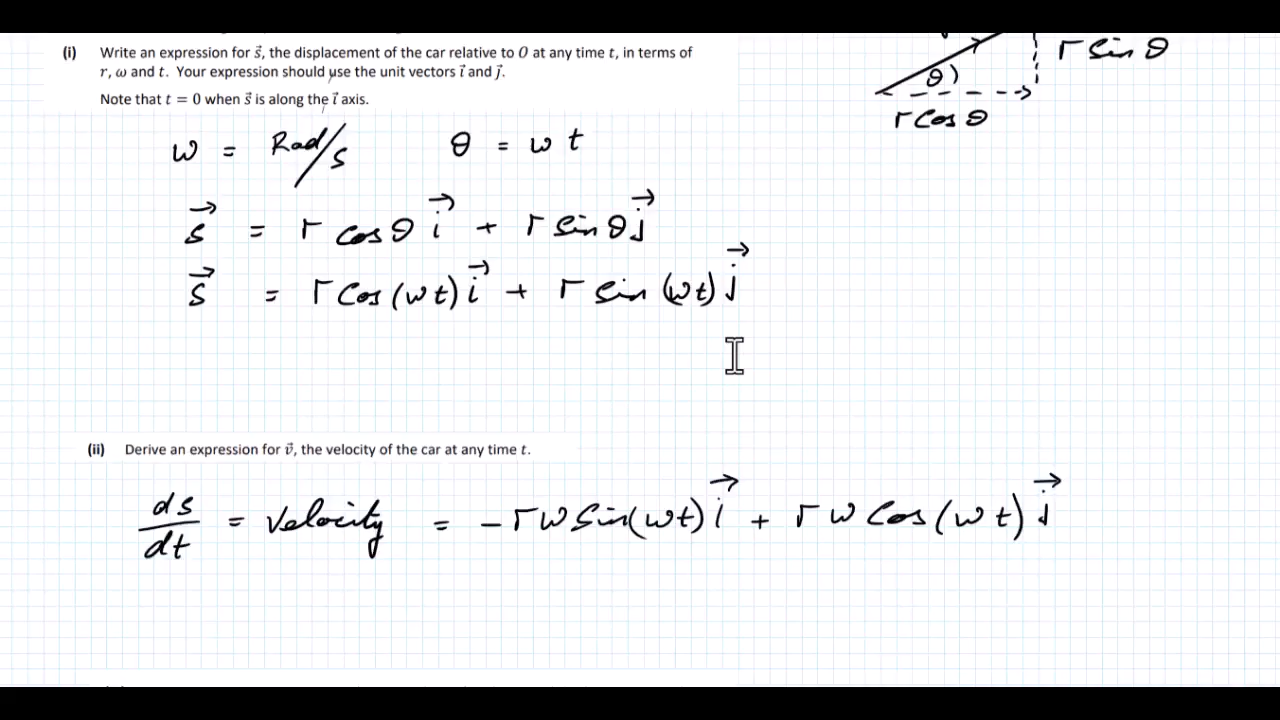 (i) Write an expression for s⃗, the displacement of the car relative to O at any time t, in terms of
r, ω and t. Your expression should use the unit vectors i⃗ and j⃗.
Note that t = 0 when s⃗ is along the i⃗ axis.
θ
r sin θ
r cos θ
ω = Rad/s θ = ωt
s⃗ = r cos θ i⃗ + r sin θ j⃗
s⃗ = r cos(ωt) i⃗ + r sin(ωt) j⃗
(ii) Derive an expression for v⃗, the velocity of the car at any time t.
ds/dt = velocity = -rω sin(ωt) i⃗ + rω cos(ωt) j⃗